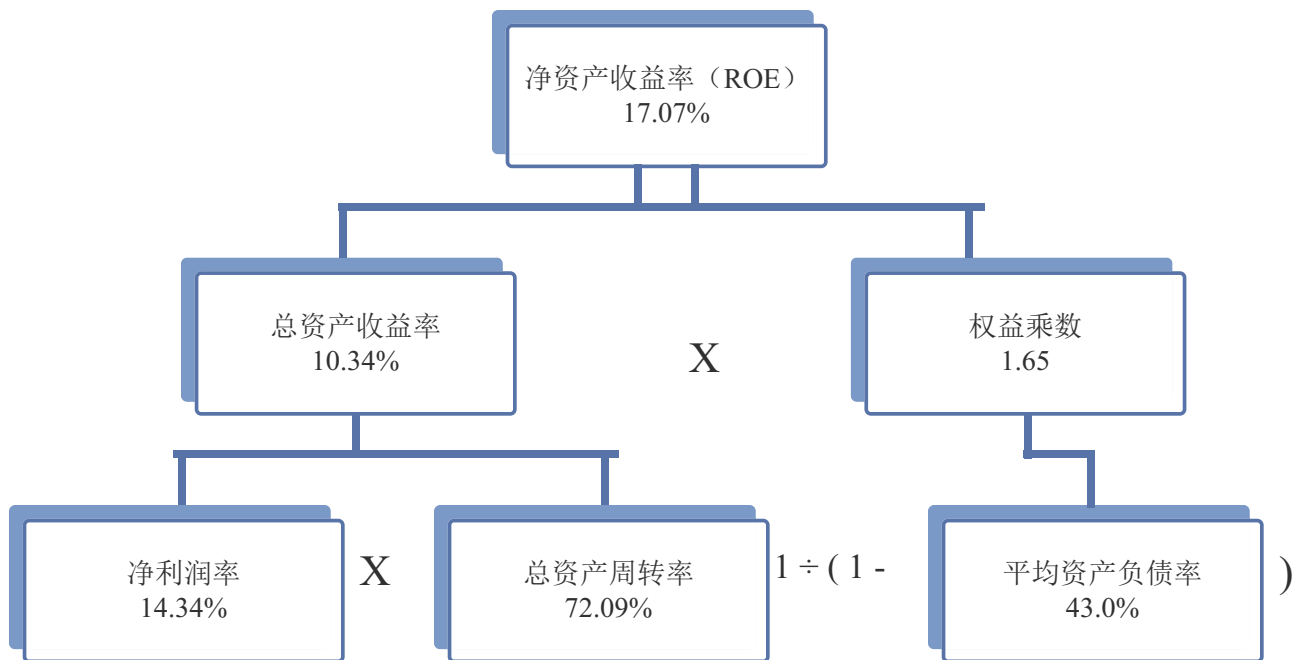 净资产收益率（ROE）
17.07%
总资产收益率
10.34%
X
权益乘数
1.65
净利润率
14.34%
X
总资产周转率
72.09%
1 ÷ ( 1 -
平均资产负债率
43.0%
)